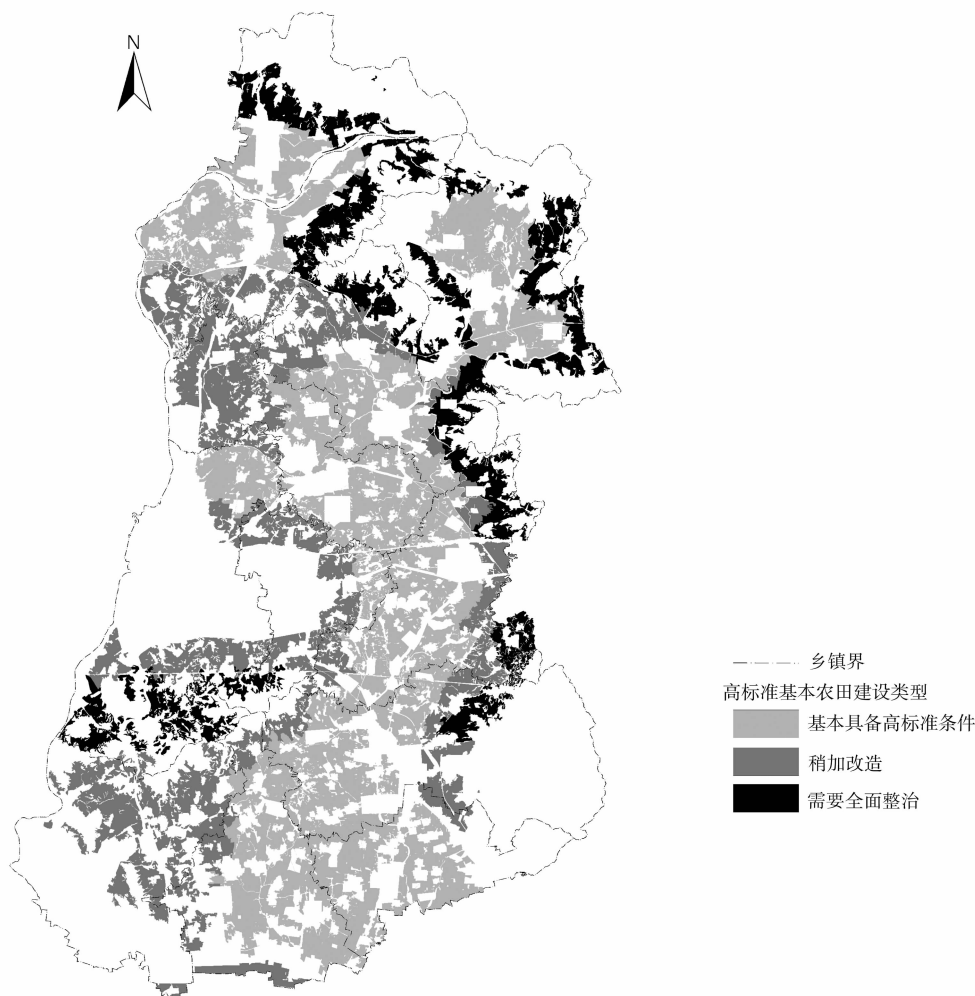 N
乡镇界
高标准基本农田建设类型
基本具备高标准条件
稍加改造
需要全面整治